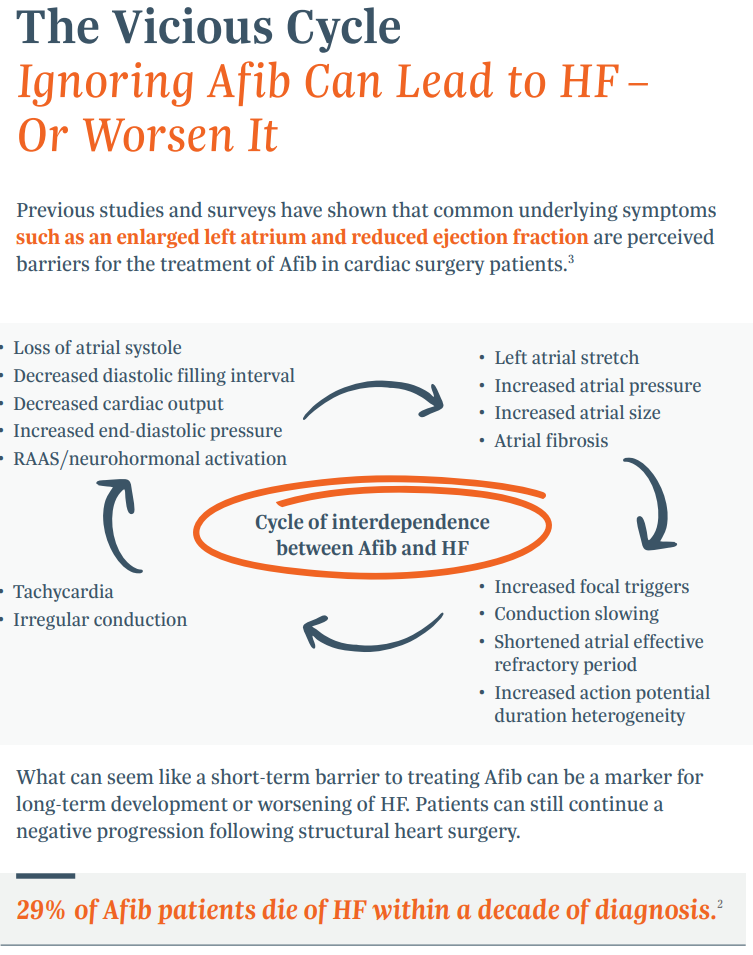 The Vicious Cycle
Ignoring Afib Can Lead to HF –
Or Worsen It
Previous studies and surveys have shown that common underlying symptoms
such as an enlarged left atrium and reduced ejection fraction are perceived
barriers for the treatment of Afib in cardiac surgery patients.3
• Loss of atrial systole
• Decreased diastolic filling interval
• Decreased cardiac output
• Increased end-diastolic pressure
• RAAS/neurohormonal activation
• Left atrial stretch
• Increased atrial pressure
• Increased atrial size
• Atrial fibrosis
Cycle of interdependence
between Afib and HF
• Tachycardia
• Irregular conduction
• Increased focal triggers
• Conduction slowing
• Shortened atrial effective
refractory period
• Increased action potential
duration heterogeneity
What can seem like a short-term barrier to treating Afib can be a marker for
long-term development or worsening of HF. Patients can still continue a
negative progression following structural heart surgery.
29% of Afib patients die of HF within a decade of diagnosis.2